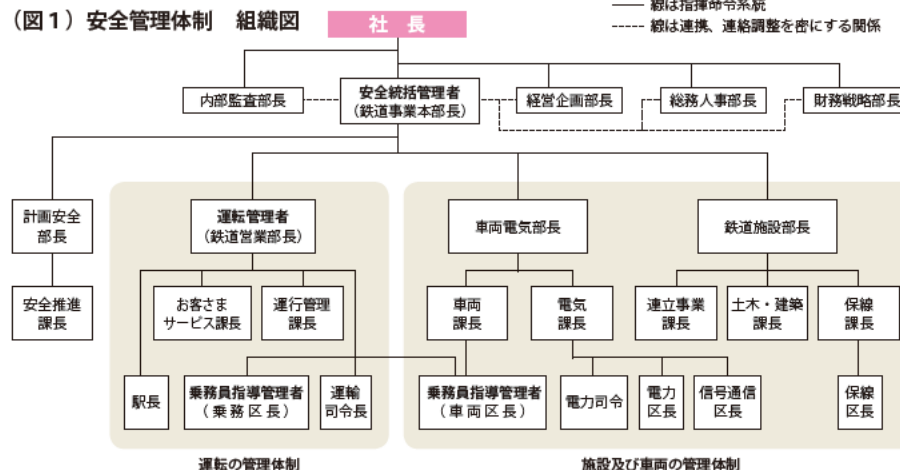 （図１）安全管理体制　組織図
社　長
線は指揮命令系統
線は連携、連絡調整を密にする関係
内部監査部長
安全統括管理者
（鉄道事業本部長）
経営企画部長
総務人事部長
財務戦略部長
計画安全
部長
運転管理者
（鉄道営業部長）
車両電気部長
鉄道施設部長
安全推進
課長
お客さま
サービス課長
運行管理
課長
車両
課長
電気
課長
連立事業
課長
土木・建築
課長
保線
課長
駅長
乗務員指導管理者
（乗務区長）
運輸
司令長
乗務員指導管理者
（車両区長）
電力司令
電力
区長
信号通信
区長
保線
区長
運転の管理体制
施設及び車両の管理体制